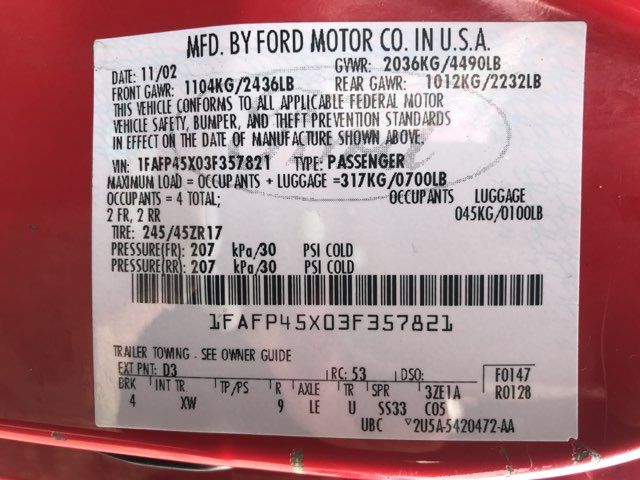 MFD. BY FORD MOTOR CO. IN U.S.A.
DATE: 11/02 GVWR: 2036KG/4490LB
FRONT GAWR: 1104KG/2436LB REAR GAWR: 1012KG/2232LB
THIS VEHICLE CONFORMS TO ALL APPLICABLE FEDERAL MOTOR
VEHICLE SAFETY, BUMPER, AND THEFT PREVENTION STANDARDS
IN EFFECT ON THE DATE OF MANUFACTURE SHOWN ABOVE.
VIN: 1FAFP45X03F357821 TYPE: PASSENGER
MAXIMUM LOAD = OCCUPANTS + LUGGAGE =317KG/0700LB
OCCUPANTS = 4 TOTAL: OCCUPANTS LUGGAGE
2 FR, 2 RR 045KG/0100LB
TIRE: 245/45ZR17
PRESSURE(FR): 207 kPa/30 PSI COLD
PRESSURE(RR): 207 kPa/30 PSI COLD
1FAFP45X03F357821
TRAILER TOWING - SEE OWNER GUIDE
EXT PNT: D3 RC: 53 DSO: F0147
BRK INT TR TP/PS R AXLE TR SPR 3ZE1A R0128
4 XW 9 LE U SS33 C05
UBC 2U5A-5420472-AA